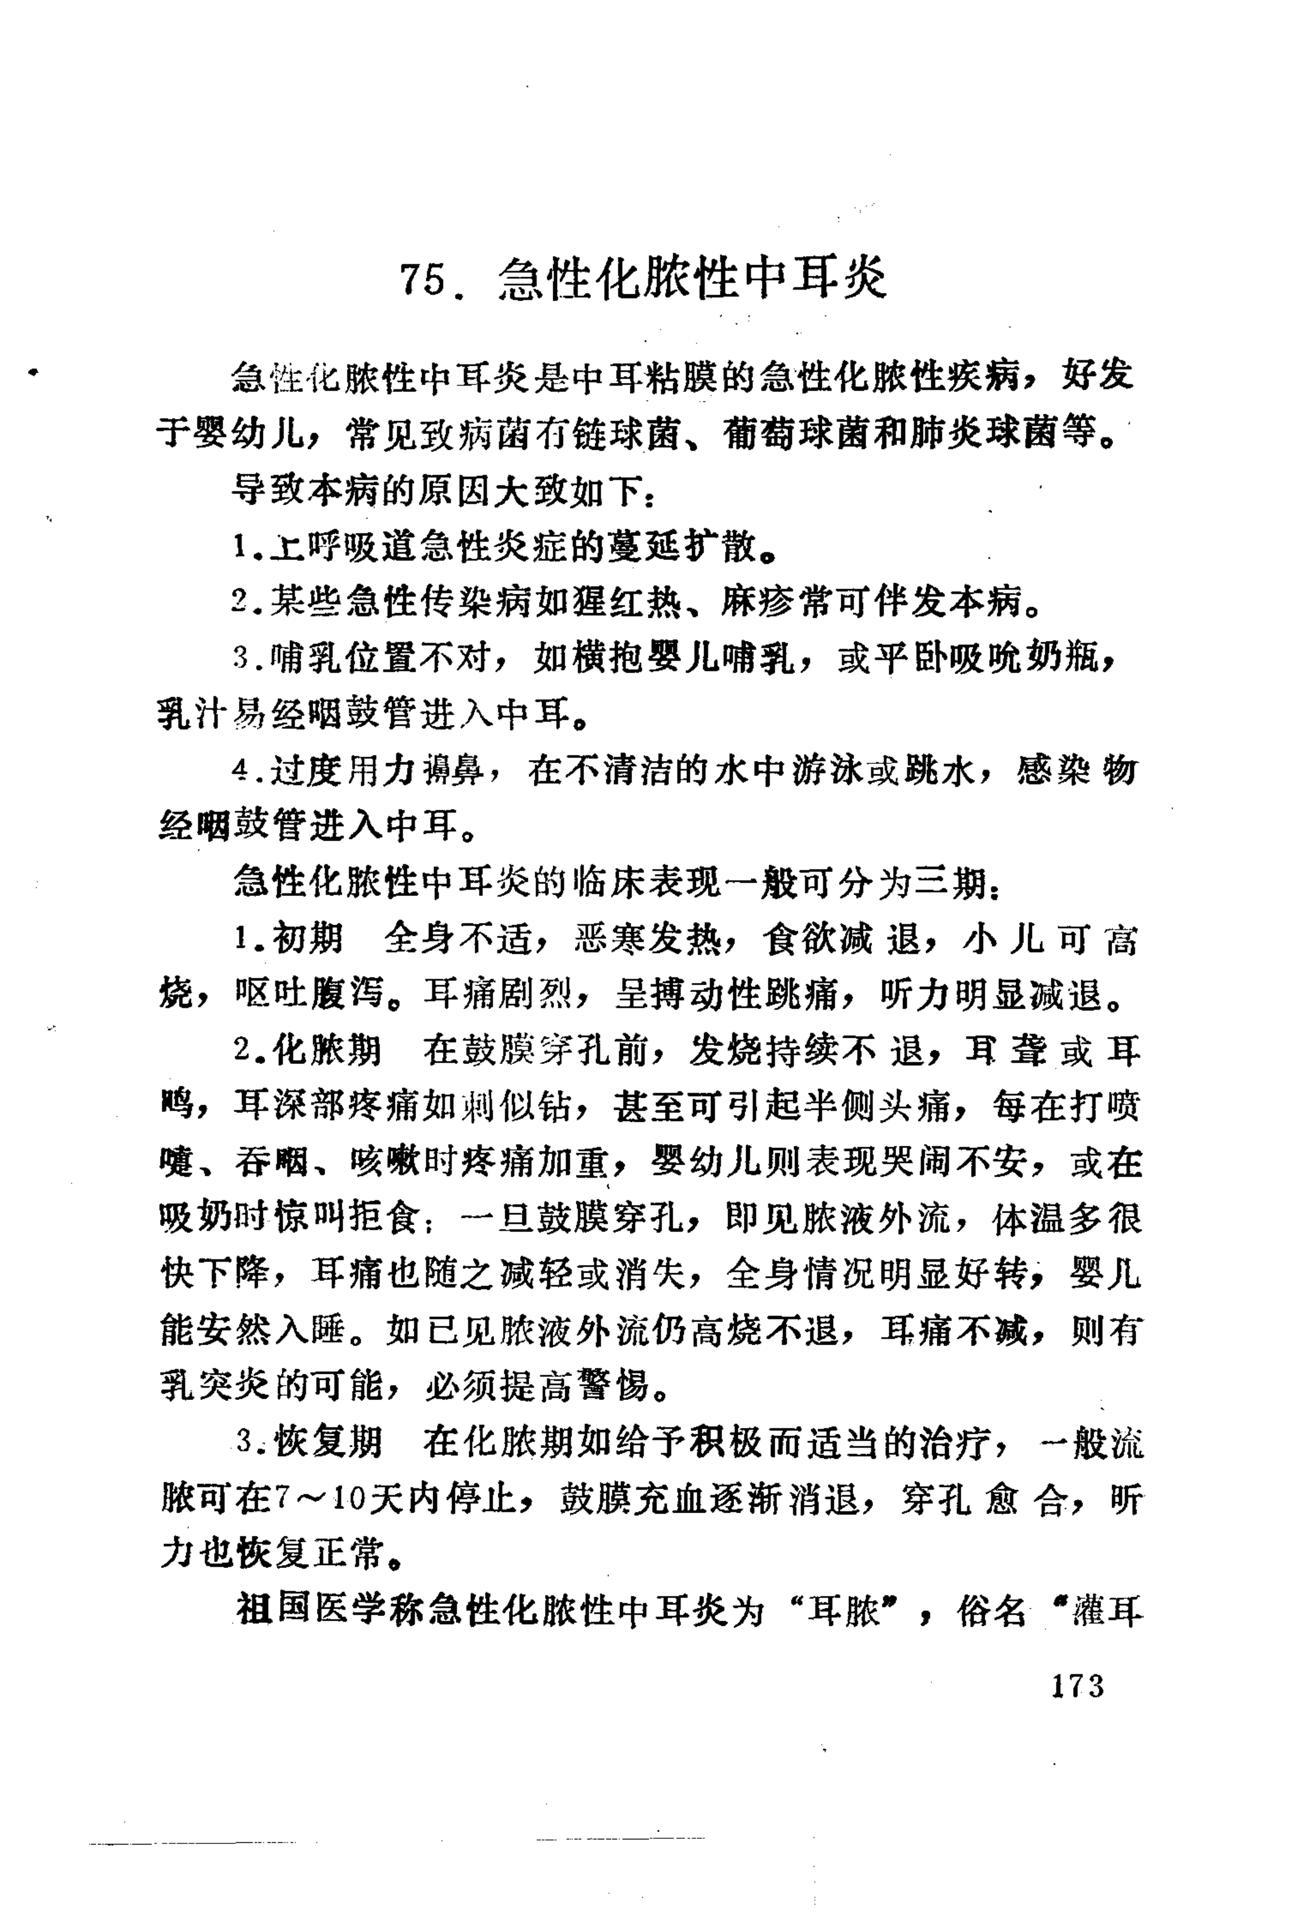 75. 急性化脓性中耳炎
急性化脓性中耳炎是中耳粘膜的急性化脓性疾病，好发
于婴幼儿，常见致病菌有链球菌、葡萄球菌和肺炎球菌等。
导致本病的原因大致如下：
1.上呼吸道急性炎症的蔓延扩散。
2.某些急性传染病如猩红热、麻疹常可伴发本病。
3.哺乳位置不对，如横抱婴儿哺乳，或平卧吸吮奶瓶，
乳汁易经咽鼓管进入中耳。
4.过度用力擤鼻，在不清洁的水中游泳或跳水，感染物
经咽鼓管进入中耳。
急性化脓性中耳炎的临床表现一般可分为三期：
1.初期 全身不适，恶寒发热，食欲减退，小儿可高
烧，呕吐腹泻。耳痛剧烈，呈搏动性跳痛，听力明显减退。
2.化脓期 在鼓膜穿孔前，发烧持续不退，耳聋或耳
鸣，耳深部疼痛如刺似钻，甚至可引起半侧头痛，每在打喷
嚏、吞咽、咳嗽时疼痛加重，婴幼儿则表现哭闹不安，或在
吸奶时惊叫拒食；一旦鼓膜穿孔，即见脓液外流，体温多很
快下降，耳痛也随之减轻或消失，全身情况明显好转，婴儿
能安然入睡。如已见脓液外流仍高烧不退，耳痛不减，则有
乳突炎的可能，必须提高警惕。
3.恢复期 在化脓期如给予积极而适当的治疗，一般流
脓可在7～10天内停止，鼓膜充血逐渐消退，穿孔愈合，听
力也恢复正常。
祖国医学称急性化脓性中耳炎为“耳脓”，俗名“灌耳
173